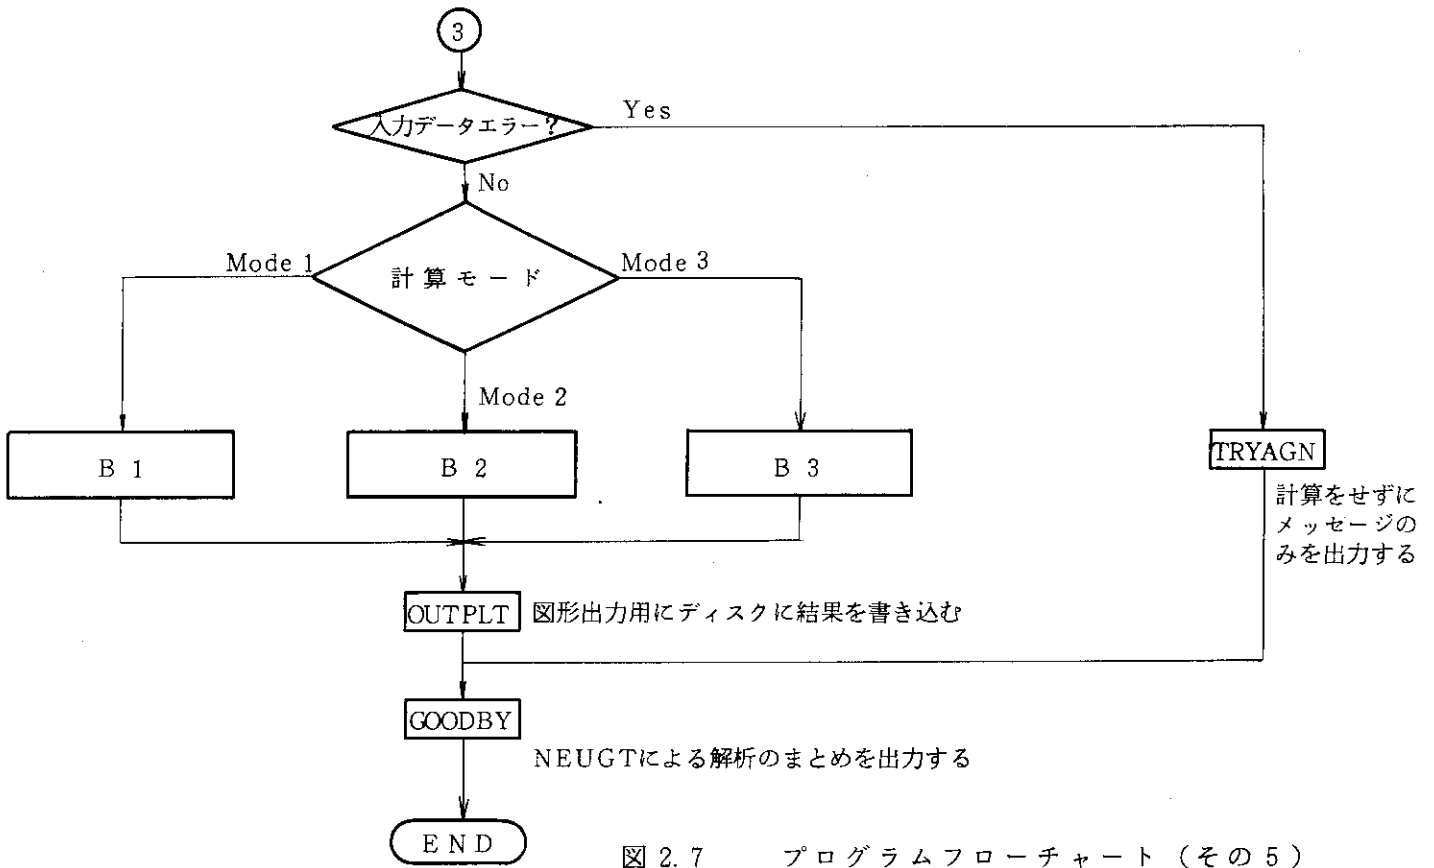 3
入力データエラー?
Yes
No
Mode 1
計算モード
Mode 3
Mode 2
B 1
B 2
B 3
TRYAGN
計算をせずに
メッセージの
みを出力する
OUTPLT
図形出力用にディスクに結果を書き込む
GOODBY
NEUGTによる解析のまとめを出力する
END
図 2.7 プログラムフローチャート(その5)